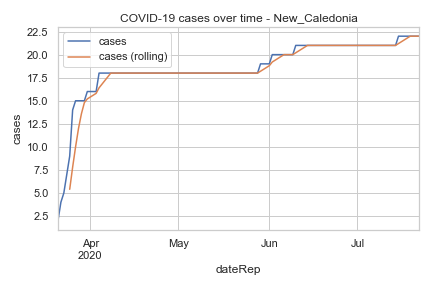 COVID-19 cases over time - New_Caledonia
22.5
20.0
17.5
15.0
12.5
10.0
7.5
5.0
2.5
cases
cases
cases (rolling)
Apr
2020
May
Jun
Jul
dateRep